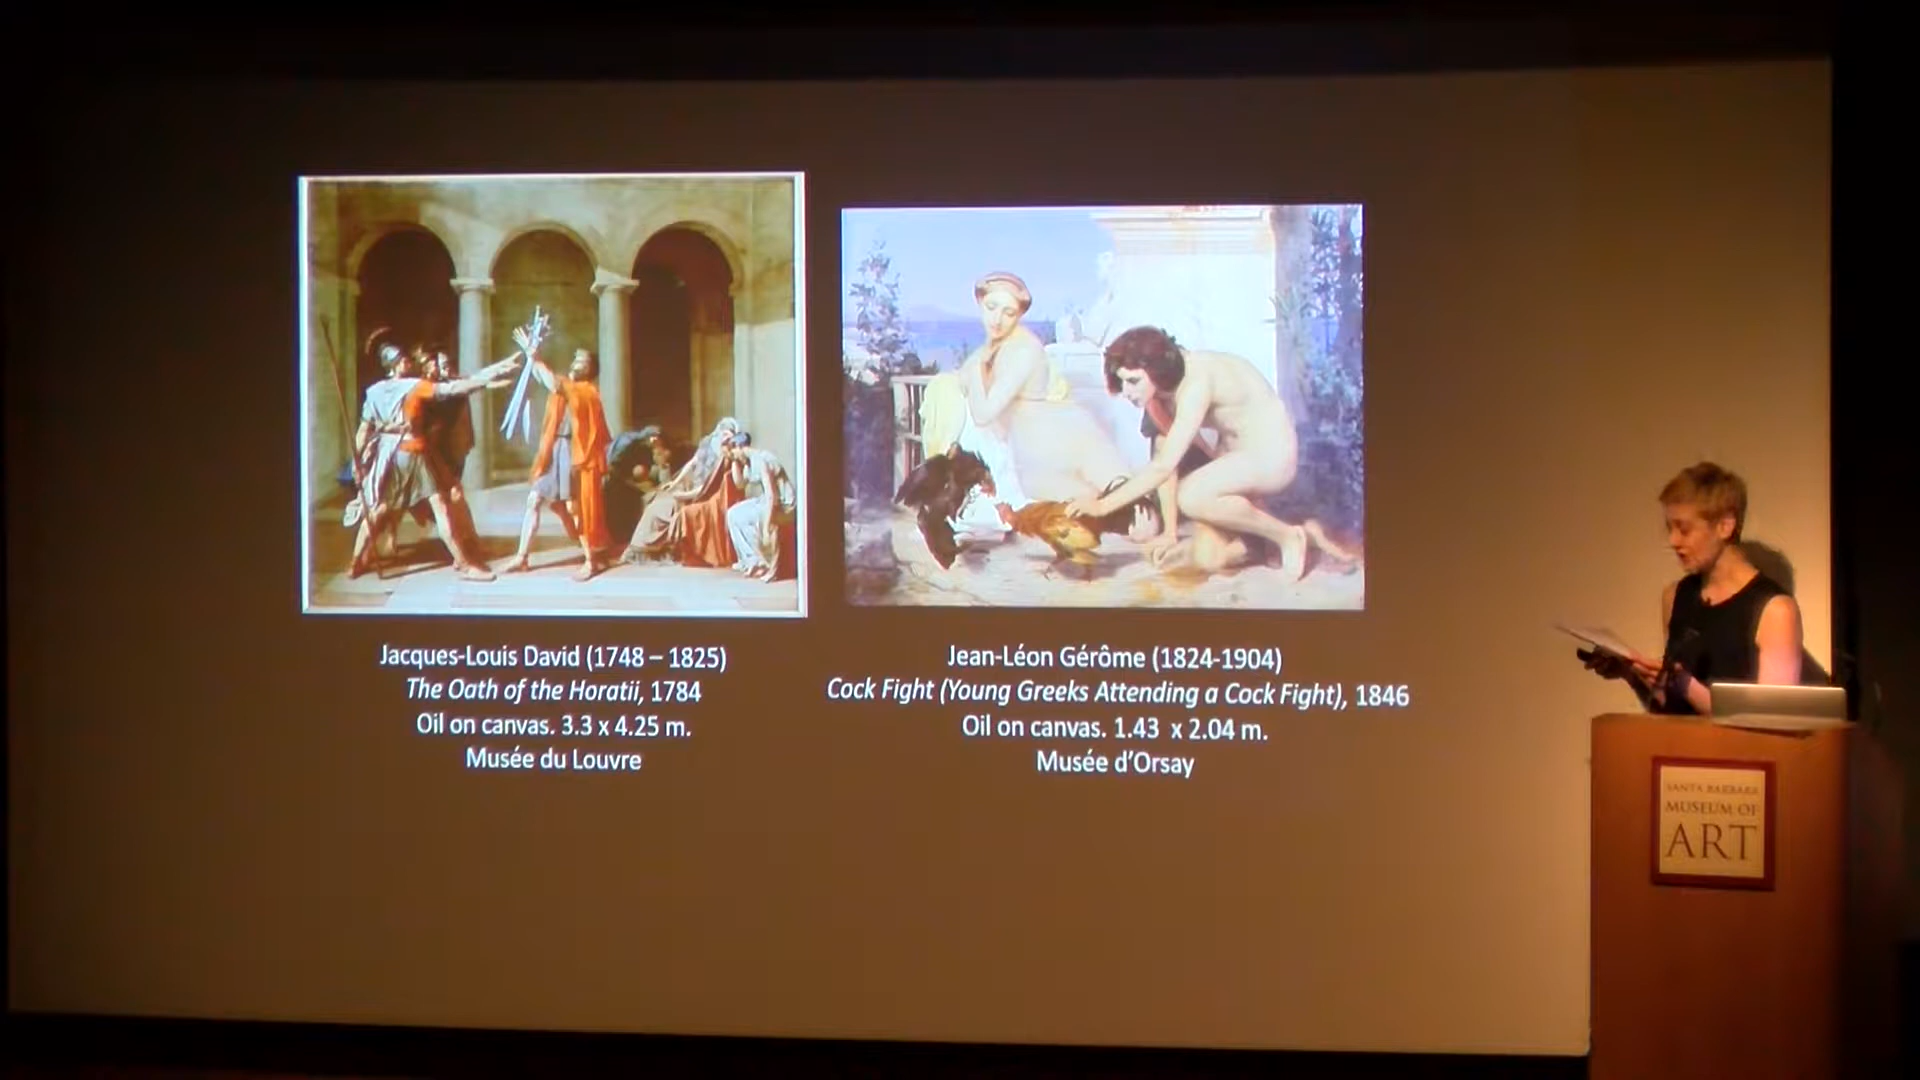 Jacques-Louis David (1748 – 1825)
The Oath of the Horatii, 1784
Oil on canvas. 3.3 x 4.25 m.
Musée du Louvre
Jean-Léon Gérôme (1824-1904)
Cock Fight (Young Greeks Attending a Cock Fight), 1846
Oil on canvas. 1.43 x 2.04 m.
Musée d'Orsay
SANTA BARBARA
MUSEUM OF
ART